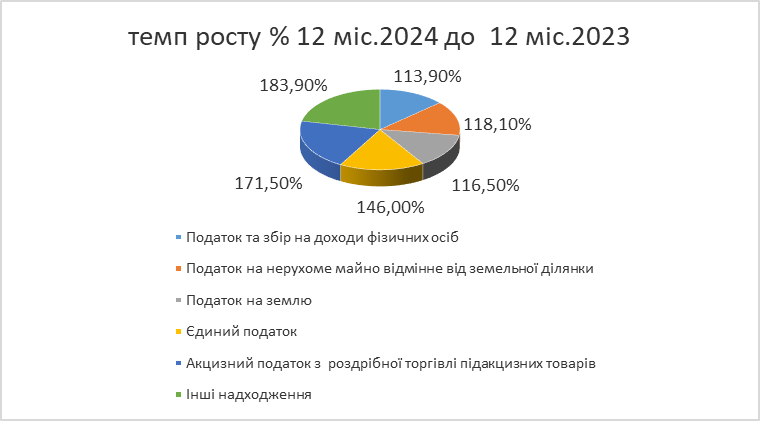 темп росту % 12 міс.2024 до 12 міс.2023
183,90%
113,90%
118,10%
171,50%
116,50%
146,00%
Податок та збір на доходи фізичних осіб
Податок на нерухоме майно відмінне від земельної ділянки
Податок на землю
Єдиний податок
Акцизний податок з роздрібної торгівлі підакцизних товарів
Інші надходження